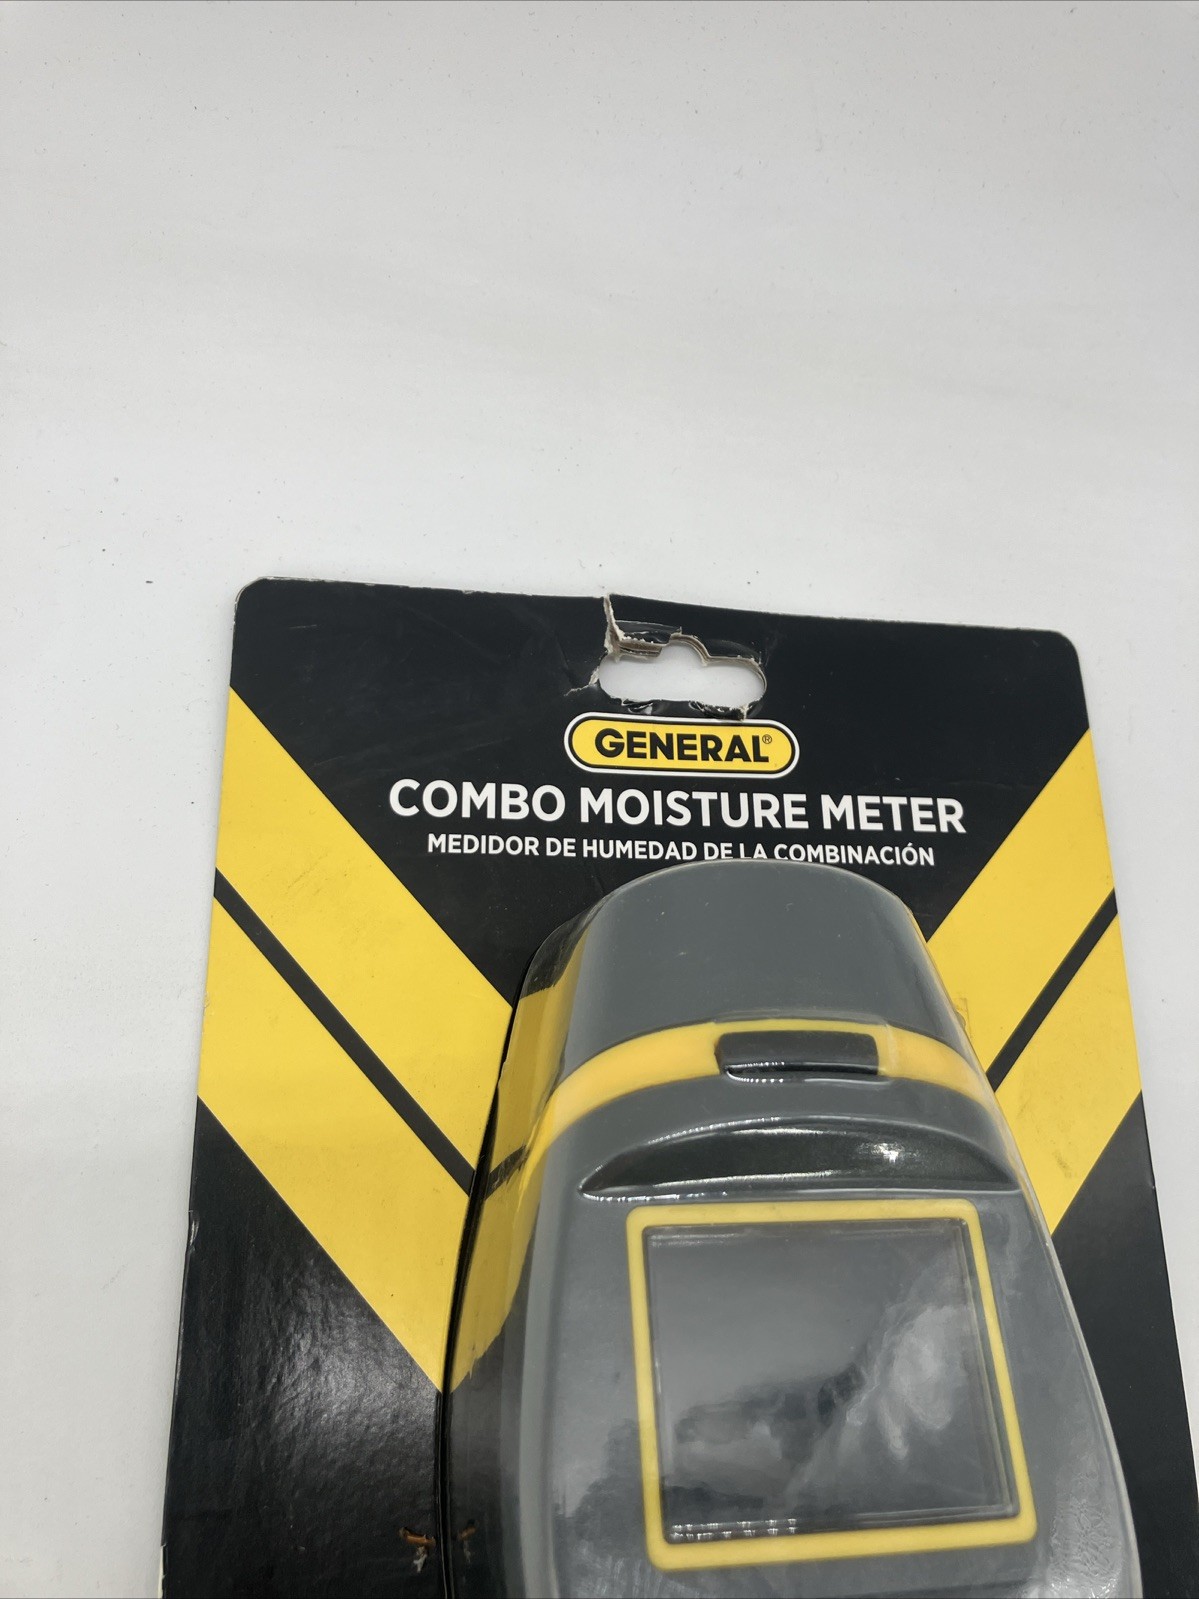 GENERAL®
COMBO MOISTURE METER
MEDIDOR DE HUMEDAD DE LA COMBINACIÓN